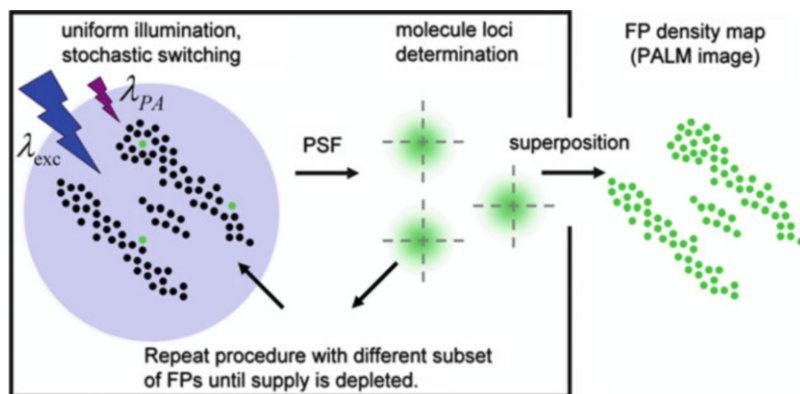 uniform illumination,
stochastic switching
λPA
λexc
PSF
molecule loci
determination
superposition
FP density map
(PALM image)
Repeat procedure with different subset
of FPs until supply is depleted.